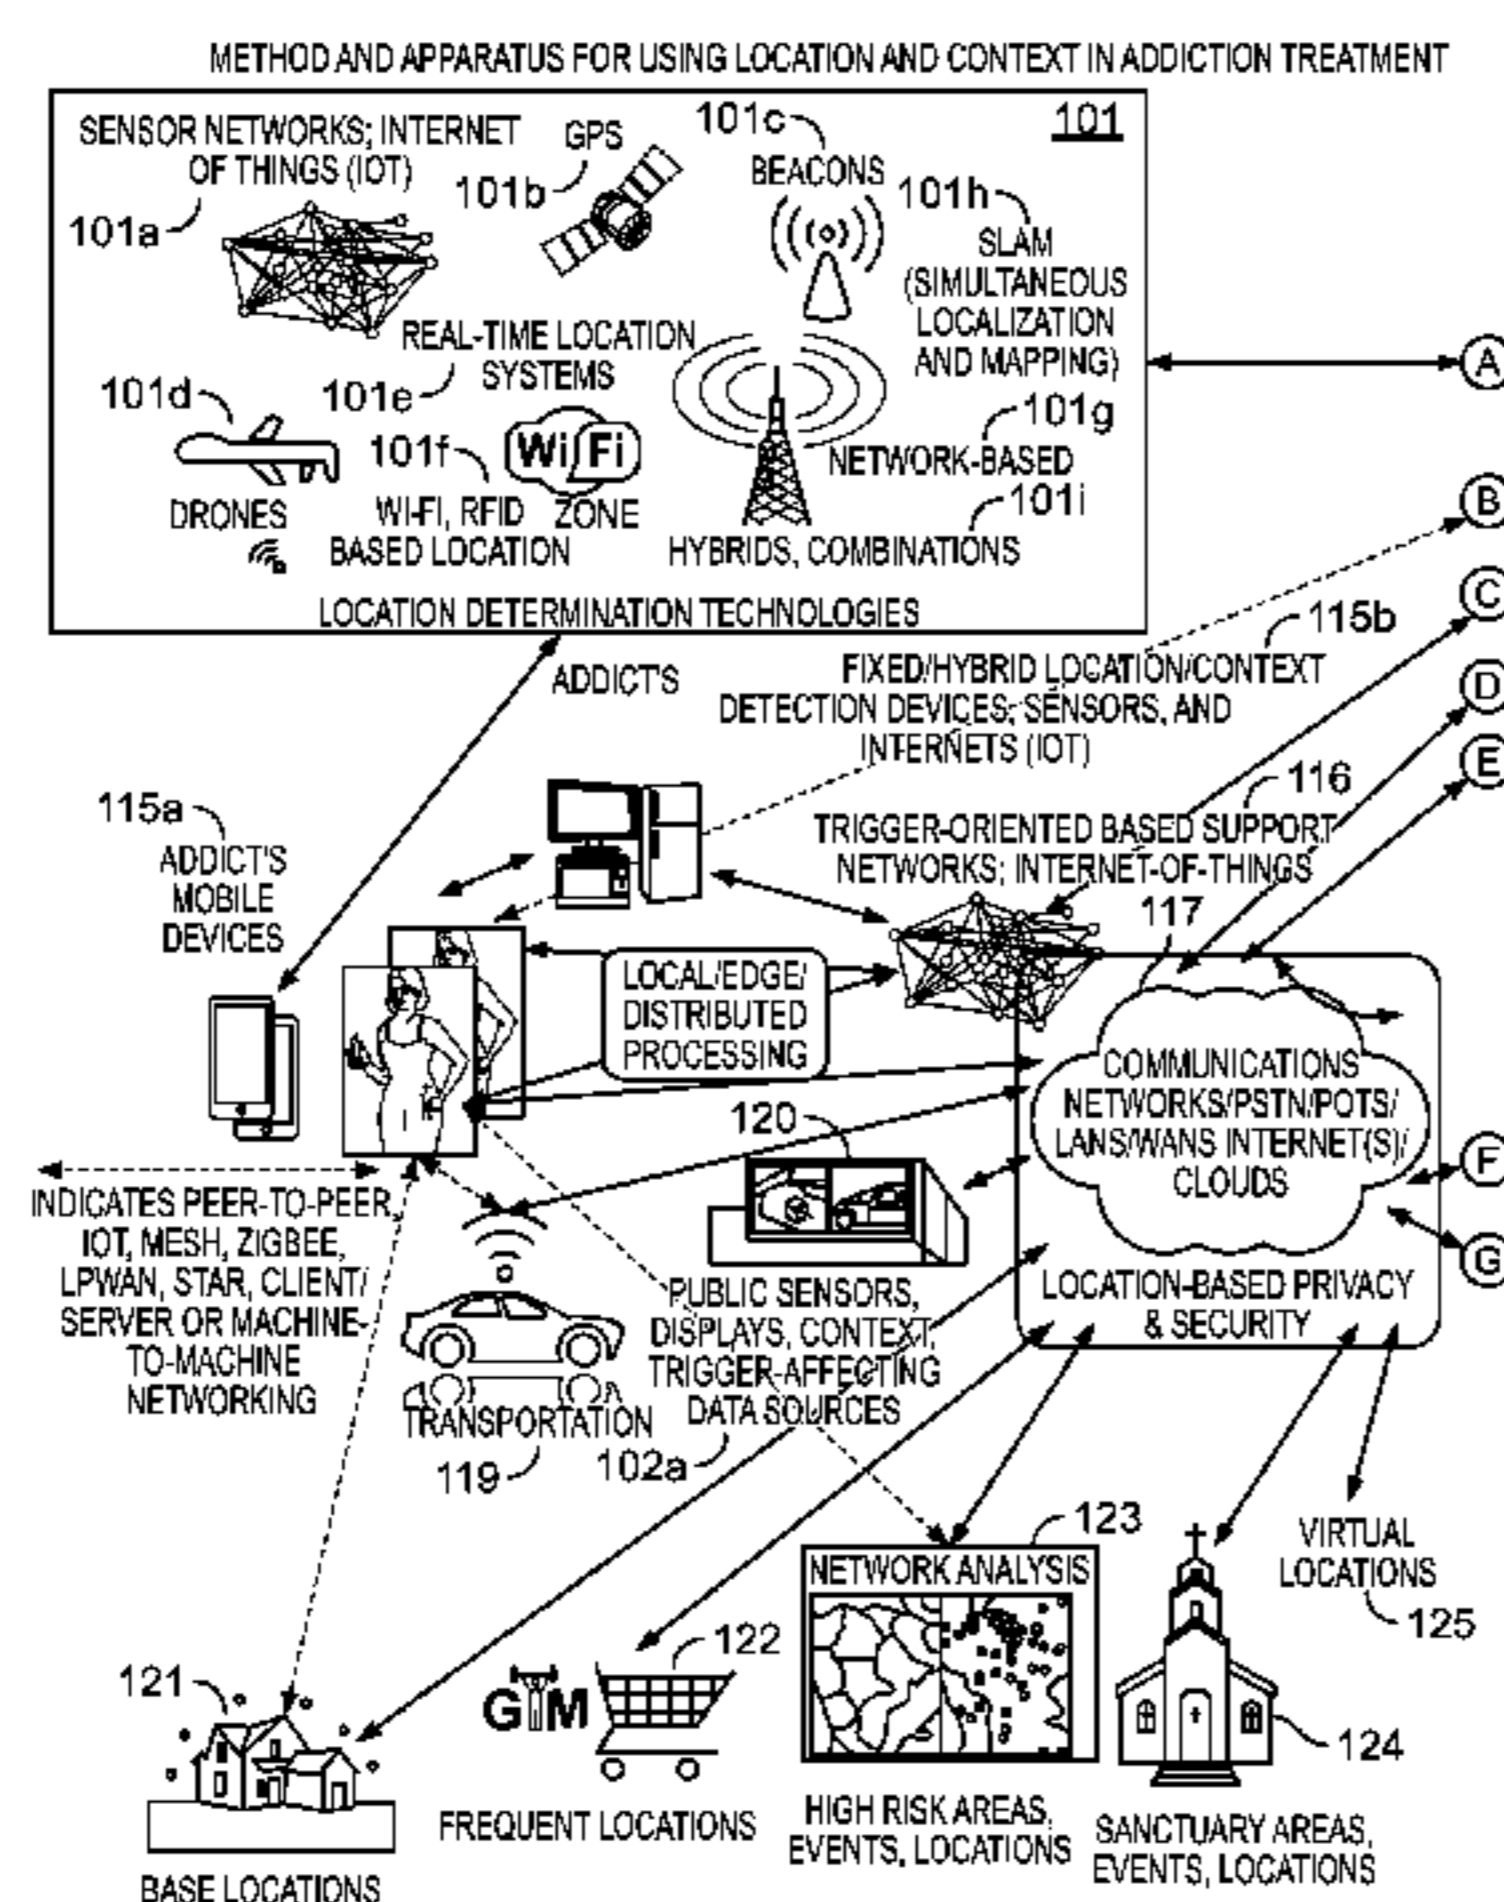 METHOD AND APPARATUS FOR USING LOCATION AND CONTEXT IN ADDICTION TREATMENT
101
SENSOR NETWORKS; INTERNET
OF THINGS (IOT)
101a
GPS
101b
101c
BEACONS
101h
SLAM
(SIMULTANEOUS
LOCALIZATION
AND MAPPING)
REAL-TIME LOCATION
SYSTEMS
101e
101d
DRONES
101f
WI-FI, RFID
BASED LOCATION
Wi Fi
ZONE
101g
NETWORK-BASED
101i
HYBRIDS, COMBINATIONS
LOCATION DETERMINATION TECHNOLOGIES
A
B
C
D
E
F
G
ADDICT'S
115b
FIXED/HYBRID LOCATION/CONTEXT
DETECTION DEVICES, SENSORS, AND
INTERNETS (IOT)
115a
ADDICT'S
MOBILE
DEVICES
116
TRIGGER-ORIENTED BASED SUPPORT
NETWORKS; INTERNET-OF-THINGS
117
LOCAL/EDGE/
DISTRIBUTED
PROCESSING
COMMUNICATIONS
NETWORKS/PSTN/POTS/
LANS/WANS INTERNET(S)/
CLOUDS
LOCATION-BASED PRIVACY
& SECURITY
INDICATES PEER-TO-PEER,
IOT, MESH, ZIGBEE,
LPWAN, STAR, CLIENT/
SERVER OR MACHINE-
TO-MACHINE
NETWORKING
120
PUBLIC SENSORS,
DISPLAYS, CONTEXT,
TRIGGER-AFFECTING
DATA SOURCES
102a
TRANSPORTATION
119
121
BASE LOCATIONS
GYM
122
FREQUENT LOCATIONS
123
NETWORK ANALYSIS
HIGH RISK AREAS,
EVENTS, LOCATIONS
124
SANCTUARY AREAS,
EVENTS, LOCATIONS
VIRTUAL
LOCATIONS
125